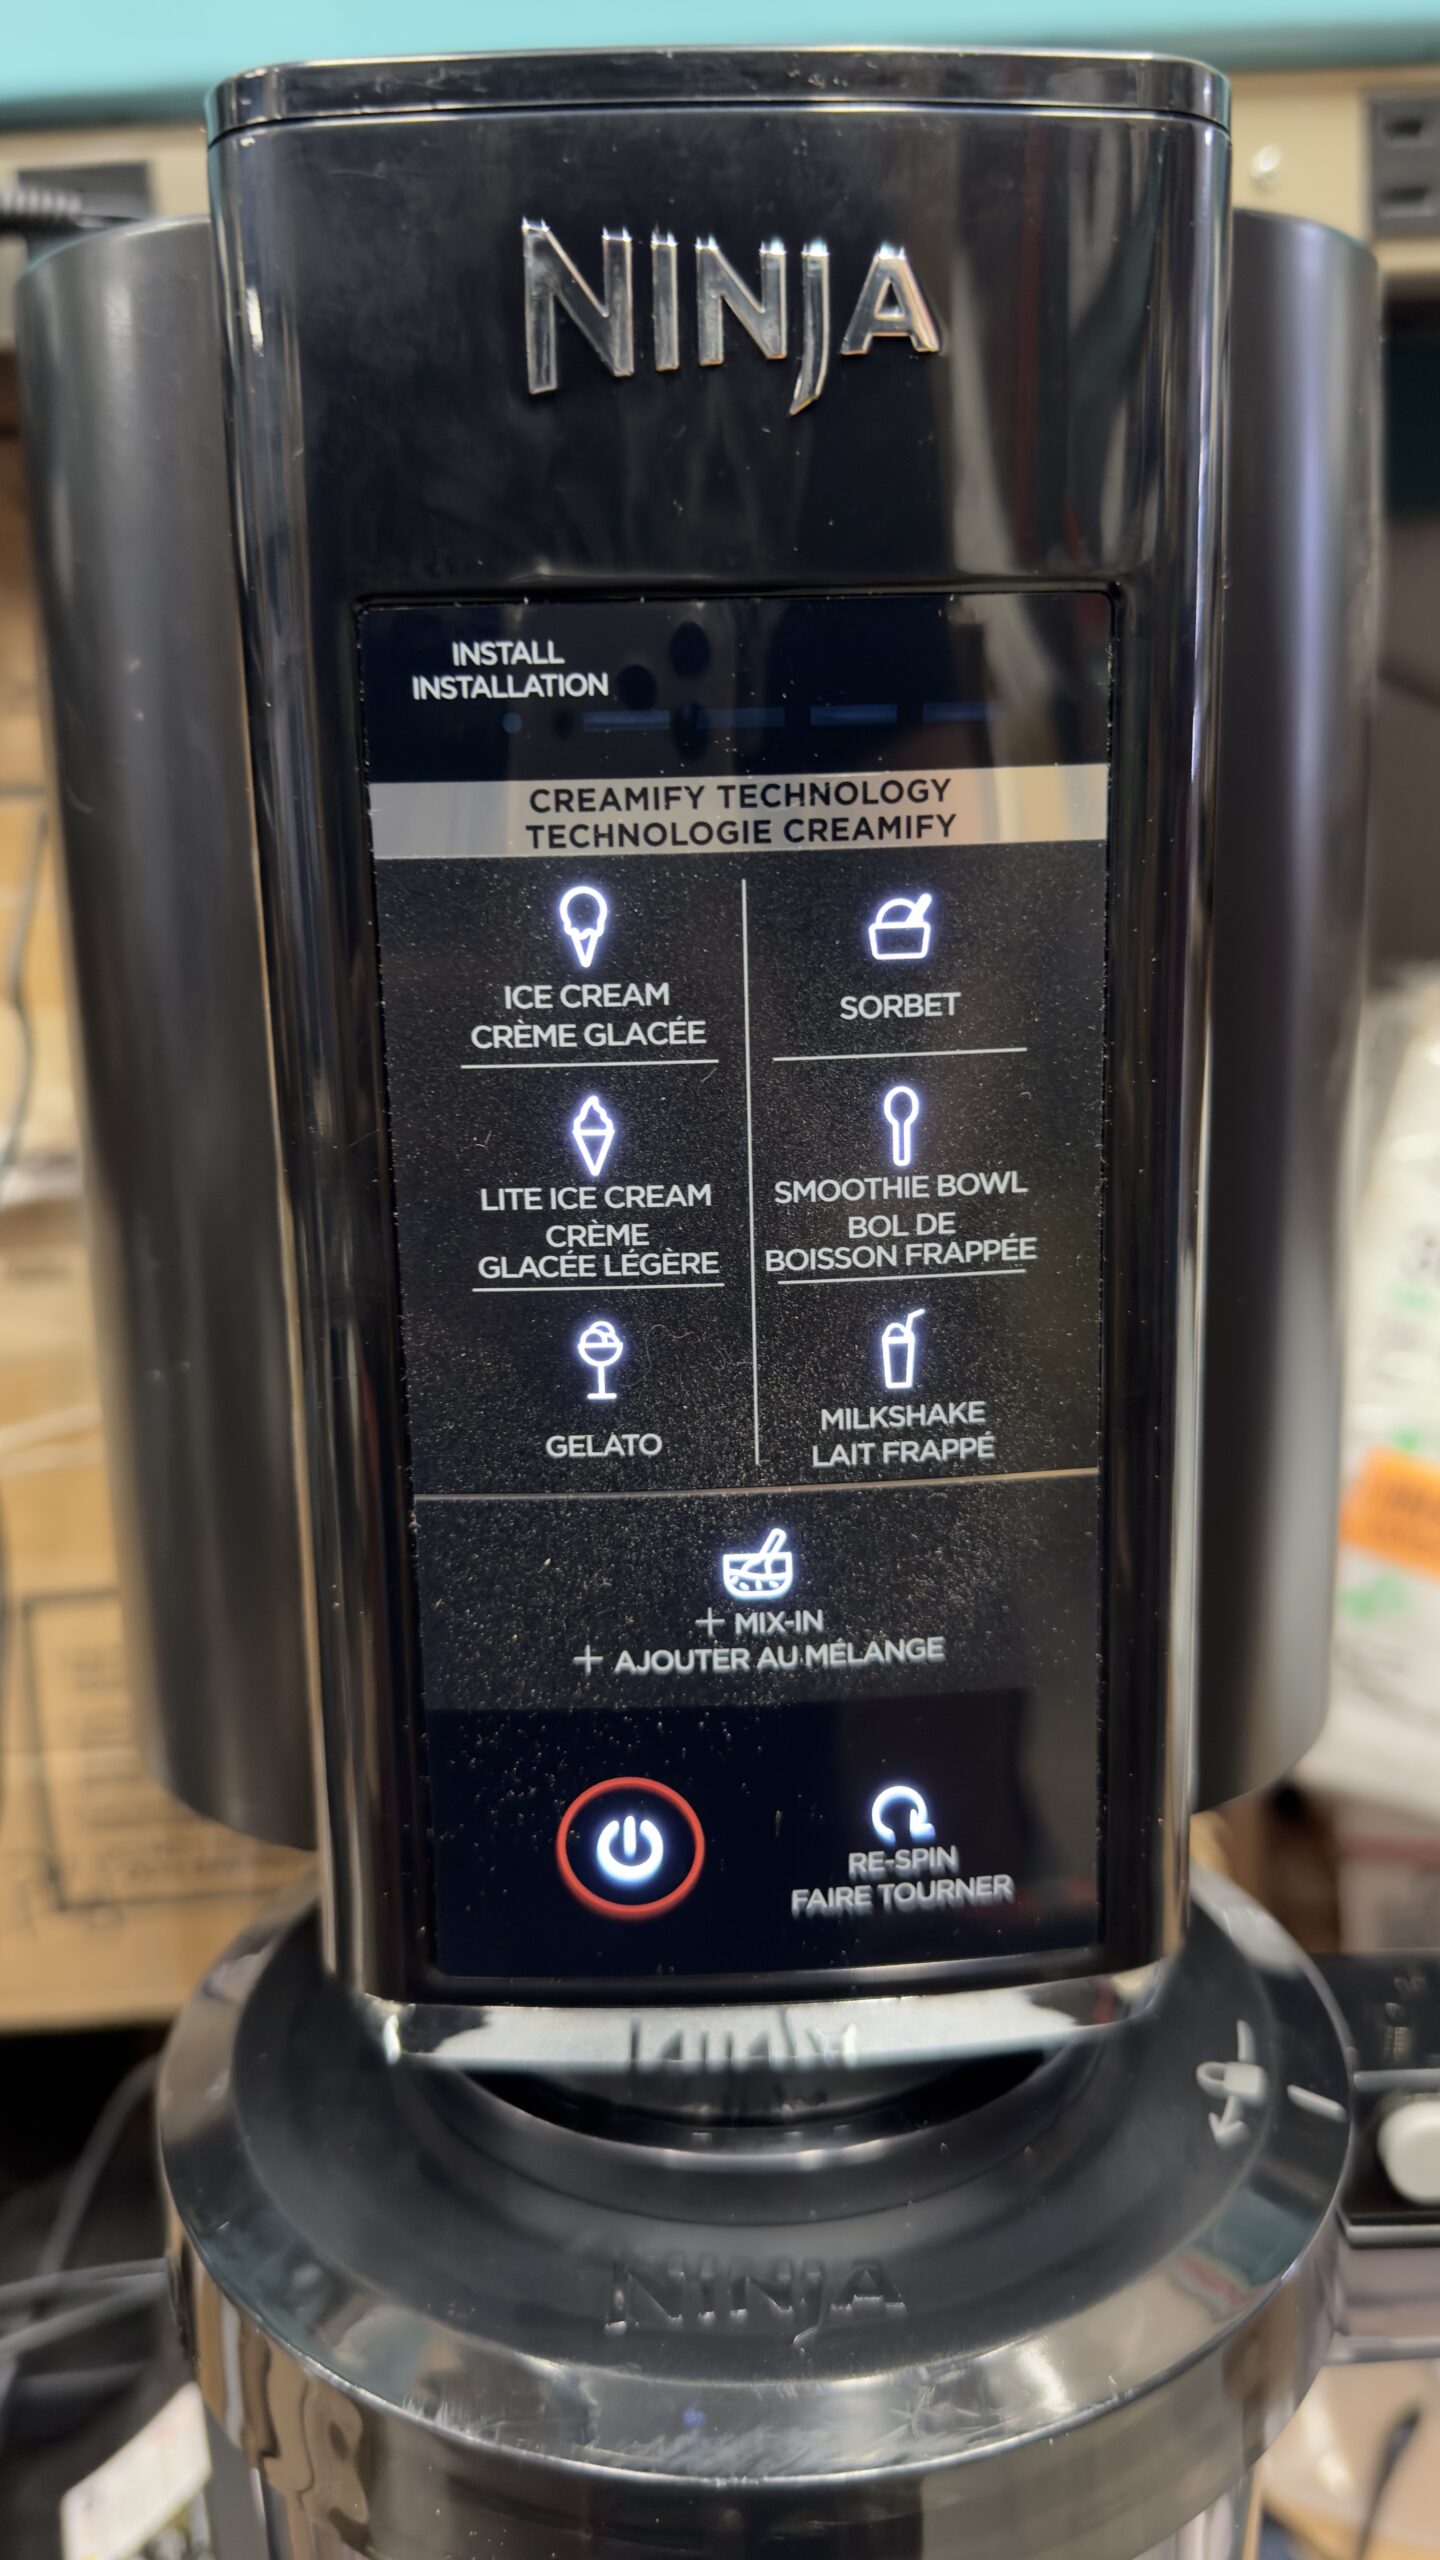 NINJA
INSTALL
INSTALLATION
CREAMIFY TECHNOLOGY
TECHNOLOGIE CREAMIFY
ICE CREAM
CRÈME GLACÉE
SORBET
LITE ICE CREAM
CRÈME
GLACÉE LÉGÈRE
SMOOTHIE BOWL
BOL DE
BOISSON FRAPPÉE
GELATO
MILKSHAKE
LAIT FRAPPÉ
+ MIX-IN
+ AJOUTER AU MÉLANGE
RE-SPIN
FAIRE TOURNER
NINJA